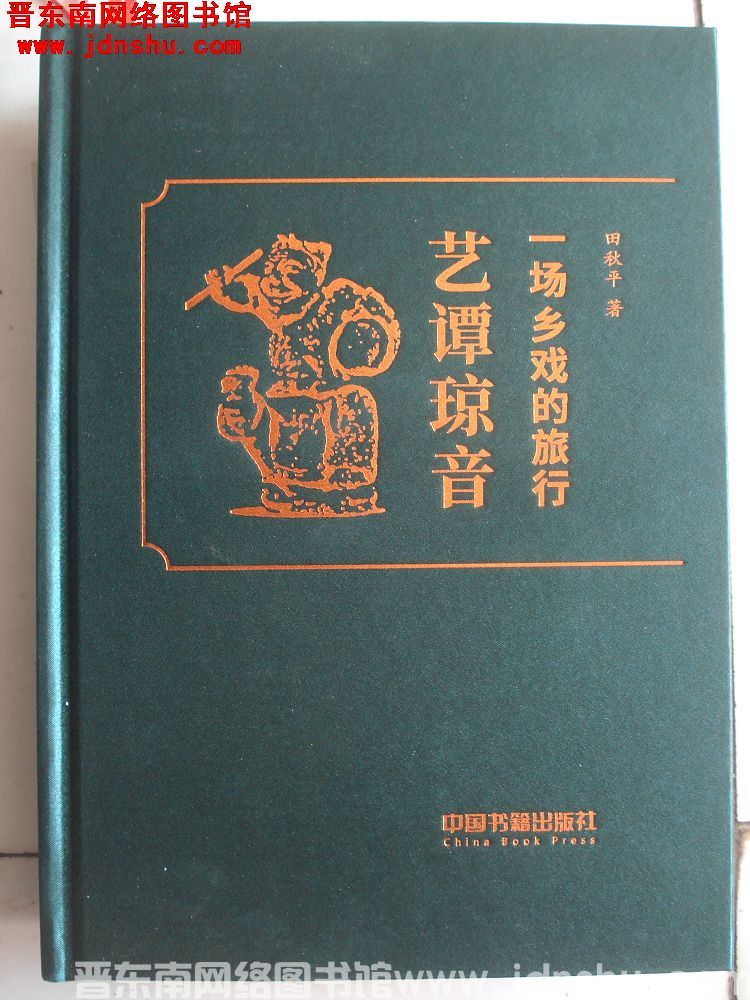 晋东南网络图书馆
www.jdnshu.com
田秋平 著
一场乡戏的旅行
艺谭琼音
中国书籍出版社
China Book Press
晋东南网络图书馆www.jdnshu.com